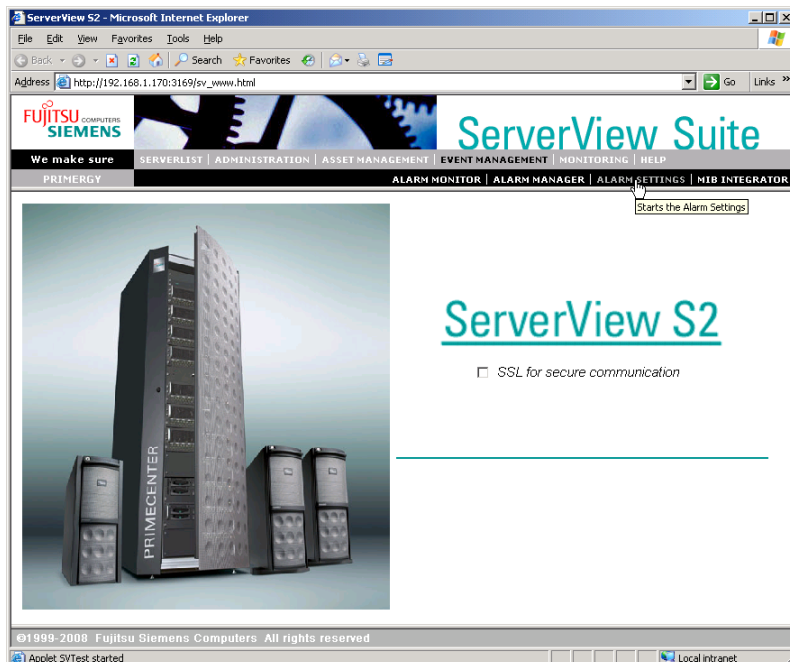 ServerView S2 - Microsoft Internet Explorer
File Edit View Favorites Tools Help
Back Search Favorites
Address http://192.168.1.170:3169/sv_www.html Go Links »
FUJITSU COMPUTERS
SIEMENS
ServerView Suite
We make sure SERVERLIST | ADMINISTRATION | ASSET MANAGEMENT | EVENT MANAGEMENT | MONITORING | HELP
PRIMERGY ALARM MONITOR | ALARM MANAGER | ALARM SETTINGS | MIB INTEGRATOR
Starts the Alarm Settings
PRIMECENTER
ServerView S2
SSL for secure communication
©1999-2008 Fujitsu Siemens Computers All rights reserved
Applet SVTest started Local intranet